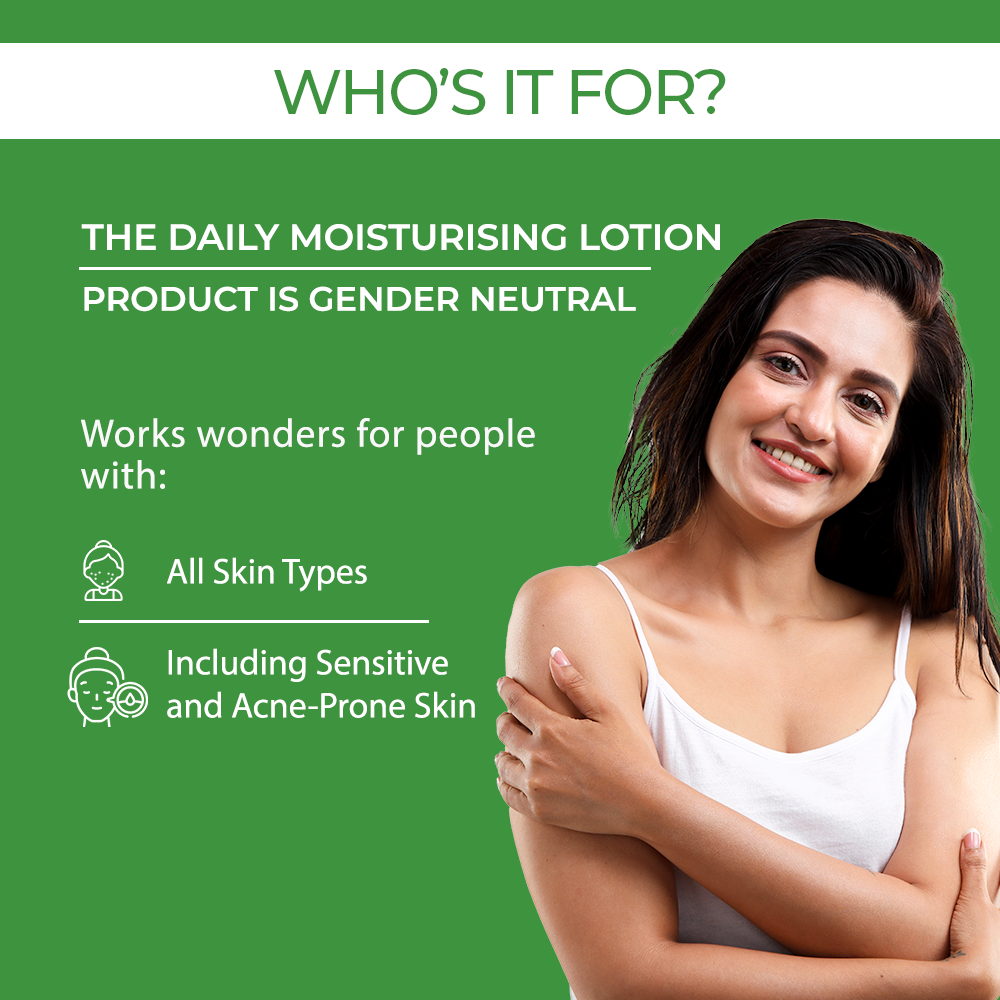 WHO’S IT FOR?
THE DAILY MOISTURISING LOTION
PRODUCT IS GENDER NEUTRAL
Works wonders for people
with:
All Skin Types
Including Sensitive
and Acne-Prone Skin